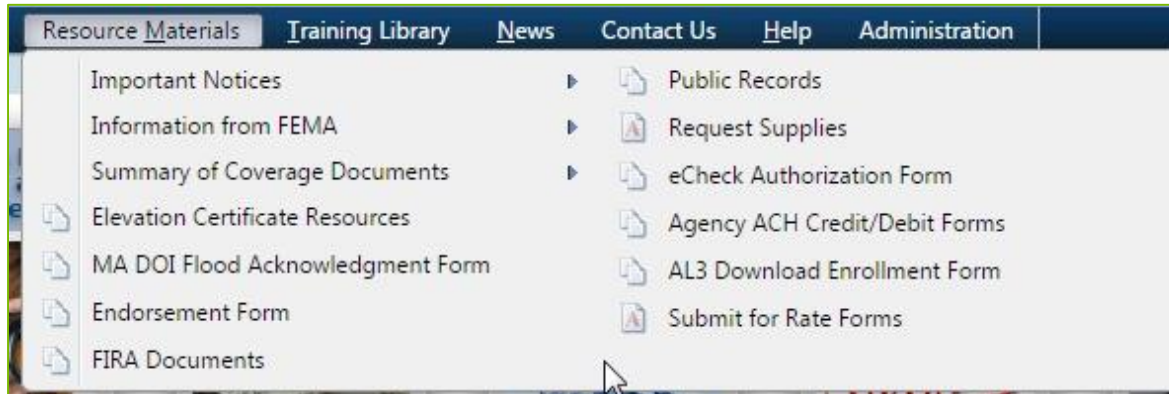 Resource Materials Training Library News Contact Us Help Administration
Important Notices
Information from FEMA
Summary of Coverage Documents
Elevation Certificate Resources
MA DOI Flood Acknowledgment Form
Endorsement Form
FIRA Documents
Public Records
Request Supplies
eCheck Authorization Form
Agency ACH Credit/Debit Forms
AL3 Download Enrollment Form
Submit for Rate Forms